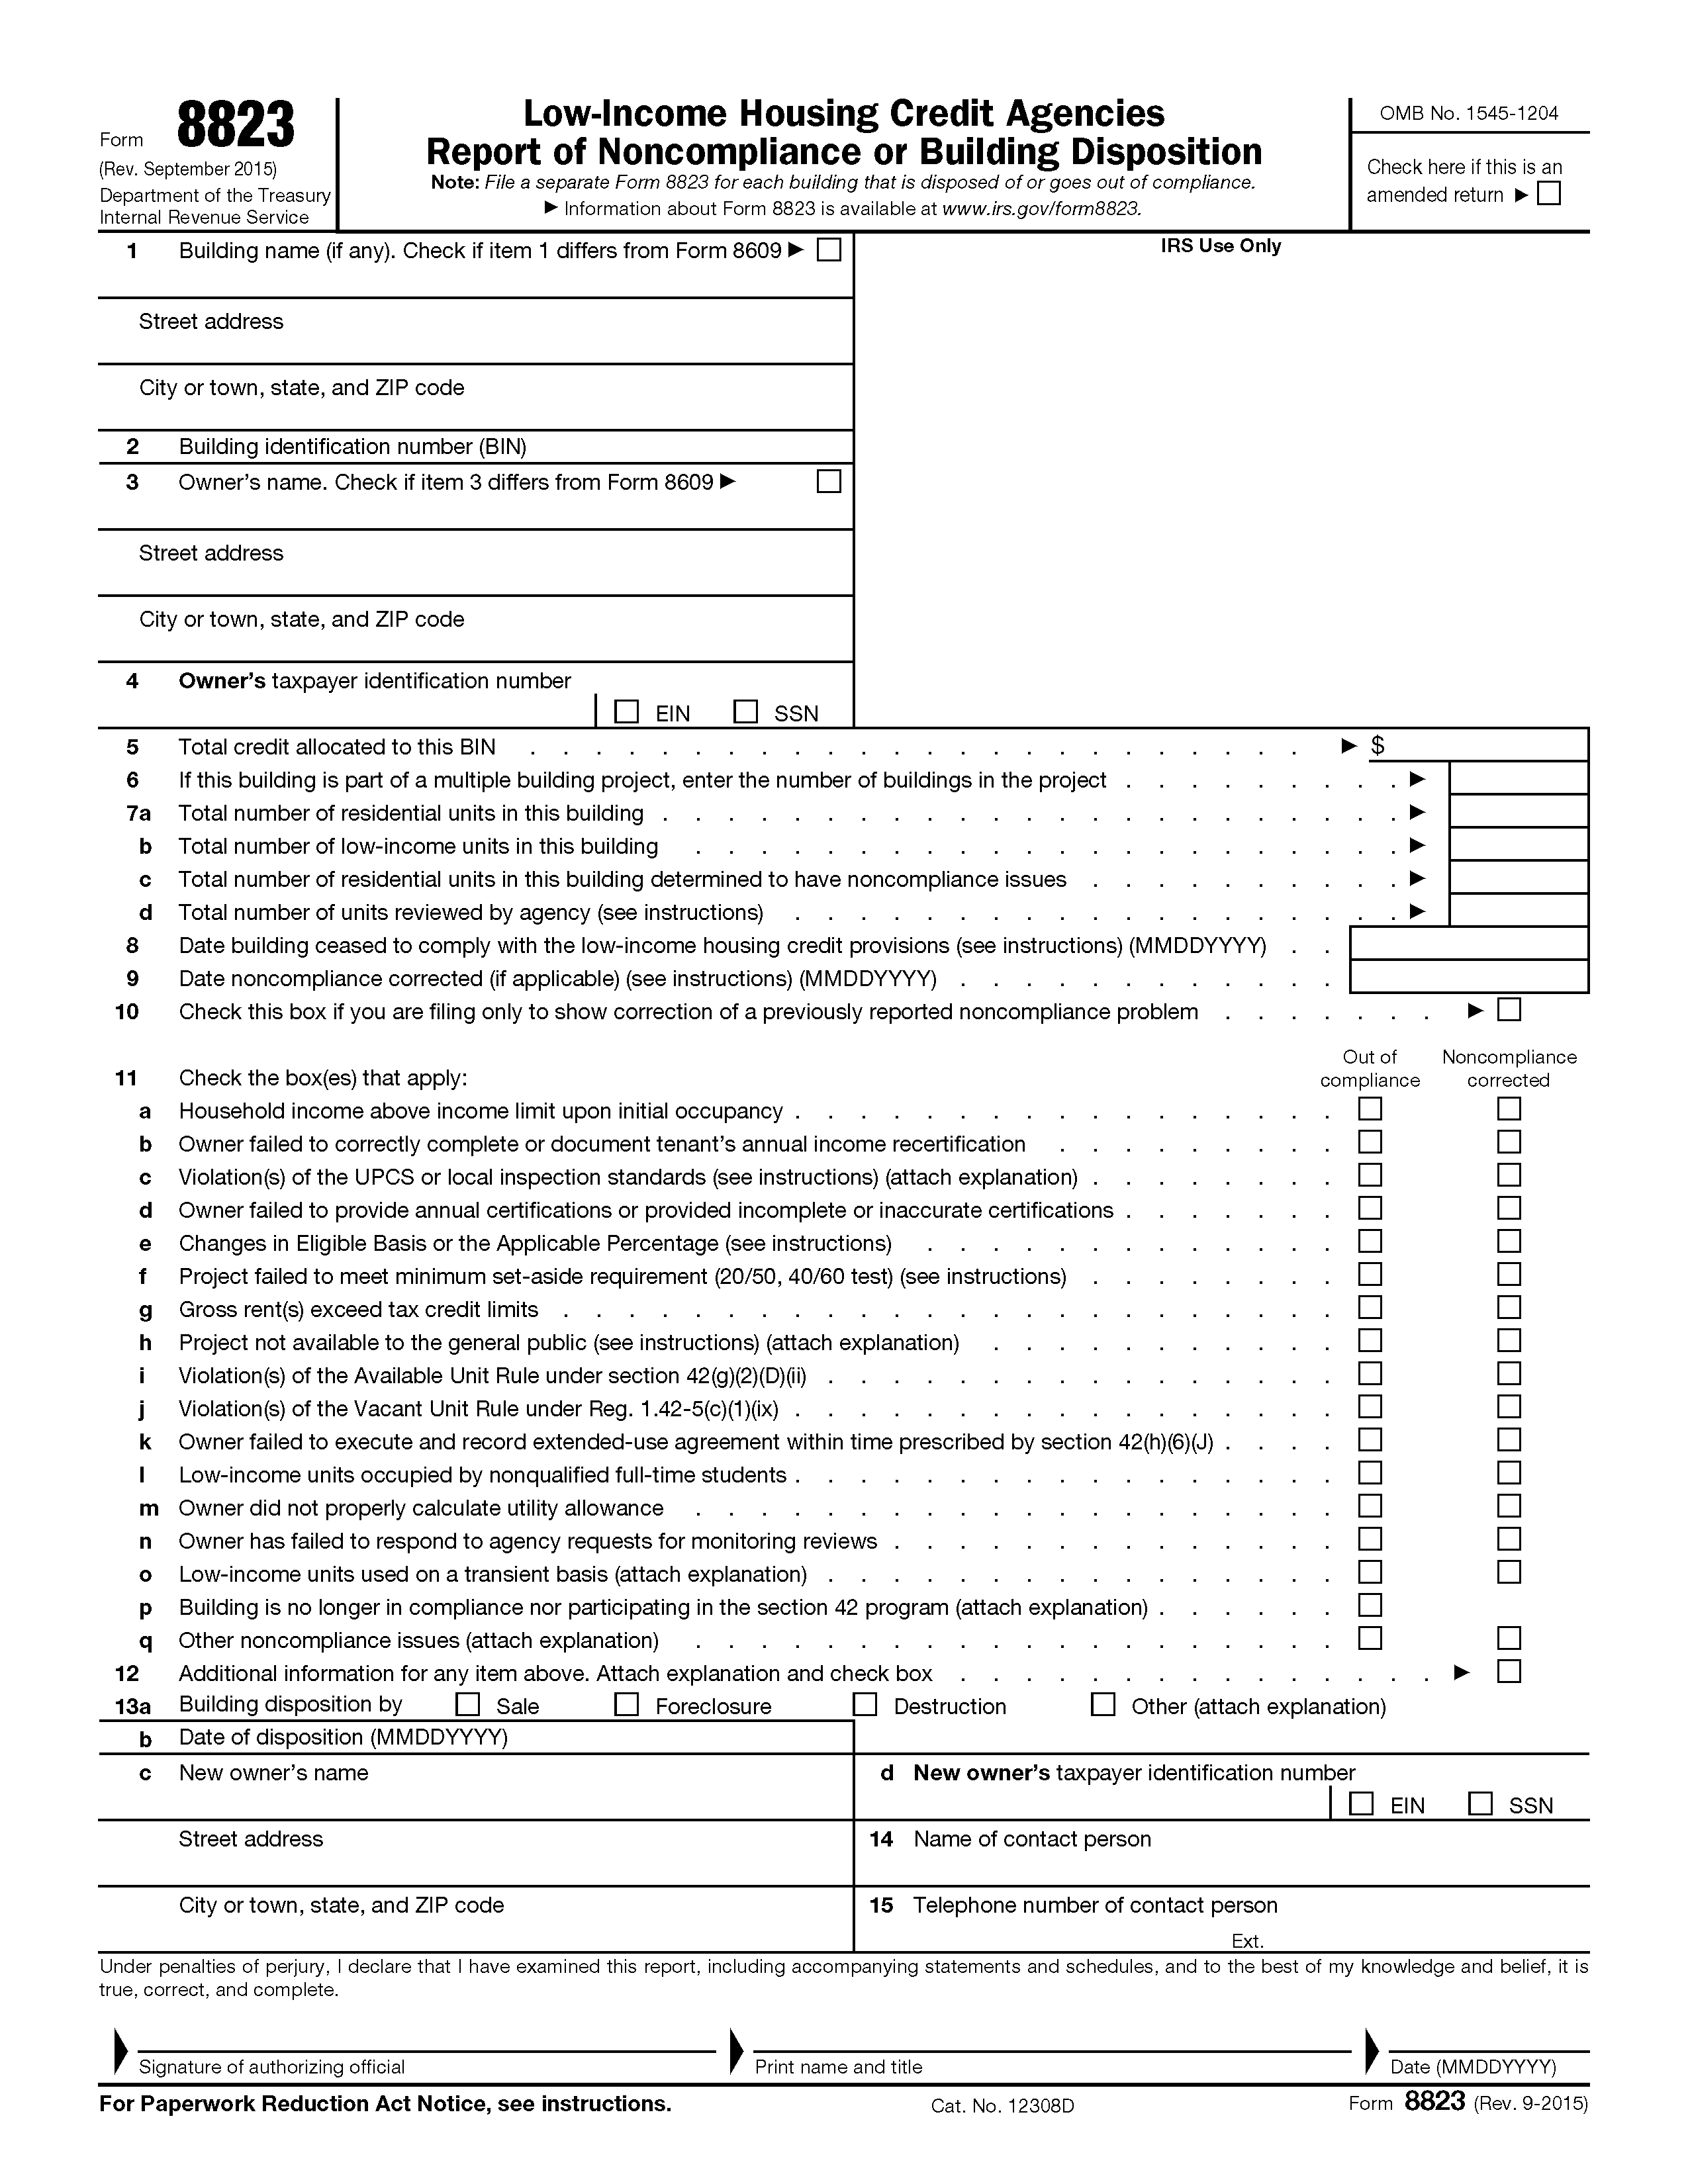 Form 8823
(Rev. September 2015)
Department of the Treasury
Internal Revenue Service
Low-Income Housing Credit Agencies
Report of Noncompliance or Building Disposition
Note: File a separate Form 8823 for each building that is disposed of or goes out of compliance.
▶ Information about Form 8823 is available at www.irs.gov/form8823.
OMB No. 1545-1204
Check here if this is an
amended return ▶
1 Building name (if any). Check if item 1 differs from Form 8609 ▶
IRS Use Only
Street address
City or town, state, and ZIP code
2 Building identification number (BIN)
3 Owner's name. Check if item 3 differs from Form 8609 ▶
Street address
City or town, state, and ZIP code
4 Owner's taxpayer identification number
EIN SSN
5 Total credit allocated to this BIN ▶ $
6 If this building is part of a multiple building project, enter the number of buildings in the project ▶
7a Total number of residential units in this building ▶
b Total number of low-income units in this building ▶
c Total number of residential units in this building determined to have noncompliance issues ▶
d Total number of units reviewed by agency (see instructions) ▶
8 Date building ceased to comply with the low-income housing credit provisions (see instructions) (MMDDYYYY)
9 Date noncompliance corrected (if applicable) (see instructions) (MMDDYYYY)
10 Check this box if you are filing only to show correction of a previously reported noncompliance problem ▶
Out of Noncompliance
11 Check the box(es) that apply: compliance corrected
a Household income above income limit upon initial occupancy
b Owner failed to correctly complete or document tenant's annual income recertification
c Violation(s) of the UPCS or local inspection standards (see instructions) (attach explanation)
d Owner failed to provide annual certifications or provided incomplete or inaccurate certifications
e Changes in Eligible Basis or the Applicable Percentage (see instructions)
f Project failed to meet minimum set-aside requirement (20/50, 40/60 test) (see instructions)
g Gross rent(s) exceed tax credit limits
h Project not available to the general public (see instructions) (attach explanation)
i Violation(s) of the Available Unit Rule under section 42(g)(2)(D)(ii)
j Violation(s) of the Vacant Unit Rule under Reg. 1.42-5(c)(1)(ix)
k Owner failed to execute and record extended-use agreement within time prescribed by section 42(h)(6)(J)
l Low-income units occupied by nonqualified full-time students
m Owner did not properly calculate utility allowance
n Owner has failed to respond to agency requests for monitoring reviews
o Low-income units used on a transient basis (attach explanation)
p Building is no longer in compliance nor participating in the section 42 program (attach explanation)
q Other noncompliance issues (attach explanation)
12 Additional information for any item above. Attach explanation and check box ▶
13a Building disposition by Sale Foreclosure Destruction Other (attach explanation)
b Date of disposition (MMDDYYYY)
c New owner's name
d New owner's taxpayer identification number
EIN SSN
Street address
14 Name of contact person
City or town, state, and ZIP code
15 Telephone number of contact person
Ext.
Under penalties of perjury, I declare that I have examined this report, including accompanying statements and schedules, and to the best of my knowledge and belief, it is
true, correct, and complete.
Signature of authorizing official
Print name and title
Date (MMDDYYYY)
For Paperwork Reduction Act Notice, see instructions. Cat. No. 12308D Form 8823 (Rev. 9-2015)